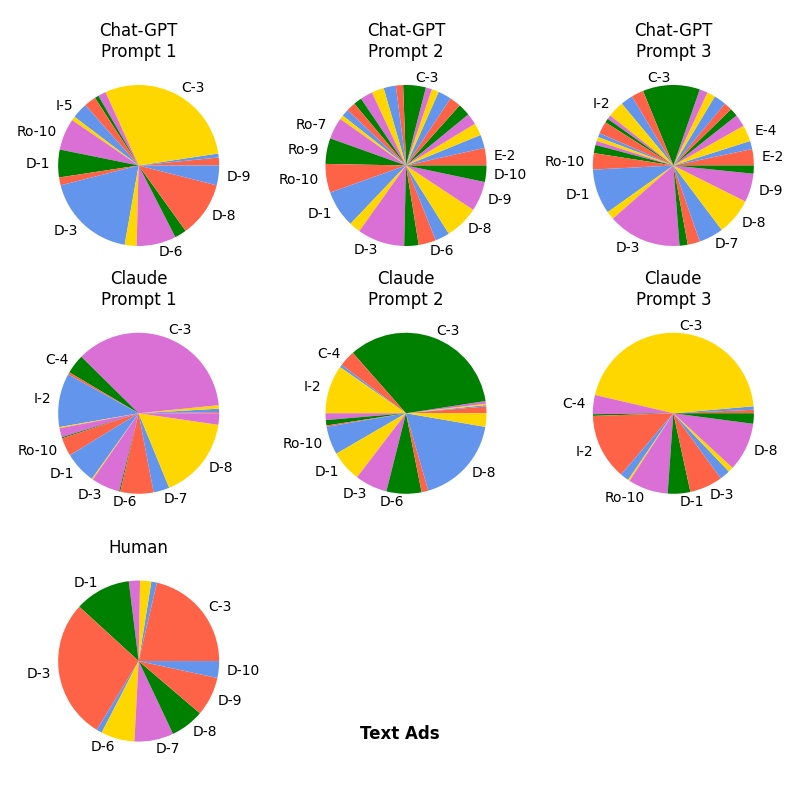 Chat-GPT
Prompt 1
C-3
I-5
Ro-10
D-1
D-3
D-6
D-8
D-9
Chat-GPT
Prompt 2
C-3
Ro-7
Ro-9
Ro-10
D-1
D-3
D-6
D-8
D-9
D-10
E-2
Chat-GPT
Prompt 3
C-3
I-2
Ro-10
D-1
D-3
D-7
D-8
D-9
E-2
E-4
Claude
Prompt 1
C-3
C-4
I-2
Ro-10
D-1
D-3
D-6
D-7
D-8
Claude
Prompt 2
C-3
C-4
I-2
Ro-10
D-1
D-3
D-6
D-8
Claude
Prompt 3
C-3
C-4
I-2
Ro-10
D-1
D-3
D-8
Human
C-3
D-1
D-3
D-6
D-7
D-8
D-9
D-10
Text Ads